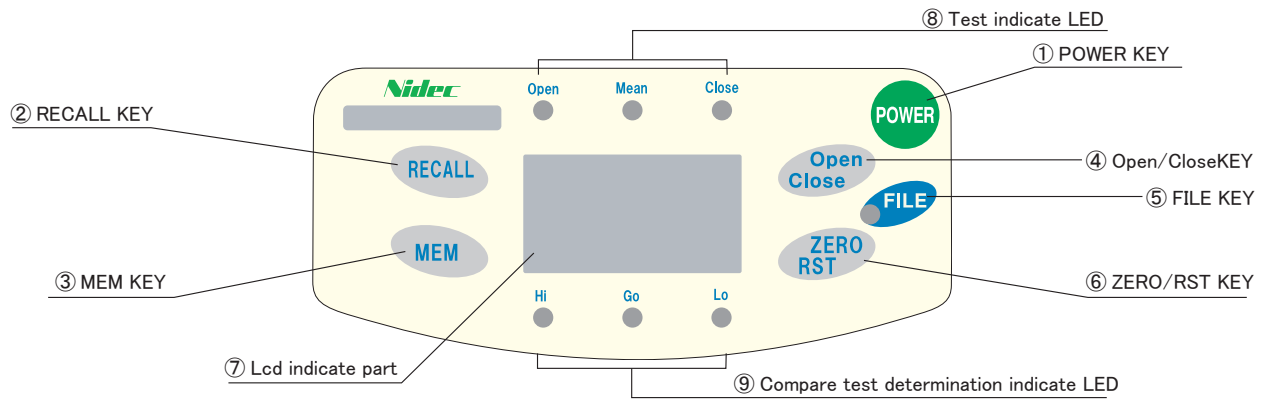 ⑧ Test indicate LED
① POWER KEY
Nidec
Open Mean Close
POWER
② RECALL KEY
RECALL
Open
Close
④ Open/CloseKEY
FILE
⑤ FILE KEY
MEM
ZERO
RST
③ MEM KEY
⑥ ZERO/RST KEY
Hi Go Lo
⑦ Lcd indicate part
⑨ Compare test determination indicate LED